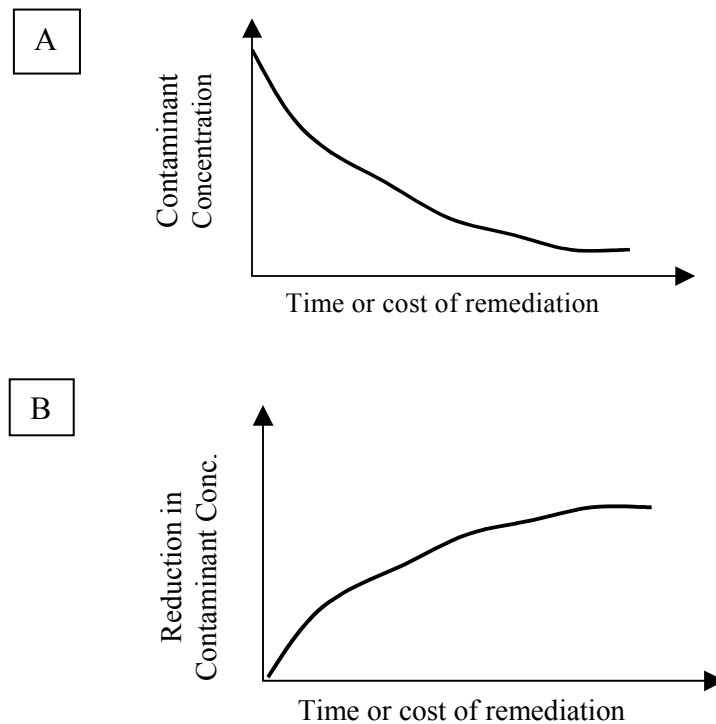 A
Contaminant
Concentration
Time or cost of remediation
B
Reduction in
Contaminant Conc.
Time or cost of remediation